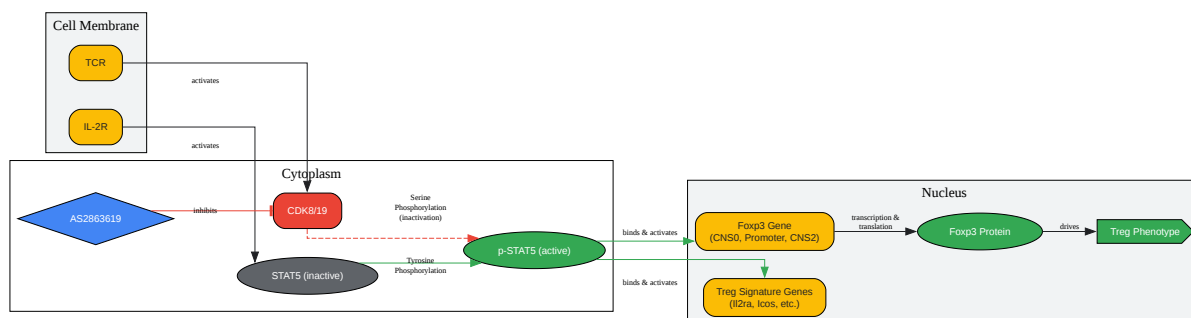 Cell Membrane
TCR
activates
IL-2R
activates
Cytoplasm
AS2863619
inhibits
CDK8/19
Serine
Phosphorylation
(inactivation)
STAT5 (inactive)
Tyrosine
Phosphorylation
p-STAT5 (active)
binds & activates
binds & activates
Nucleus
Foxp3 Gene
(CNS0, Promoter, CNS2)
transcription &
translation
Foxp3 Protein
drives
Treg Phenotype
Treg Signature Genes
(Il2ra, Icos, etc.)